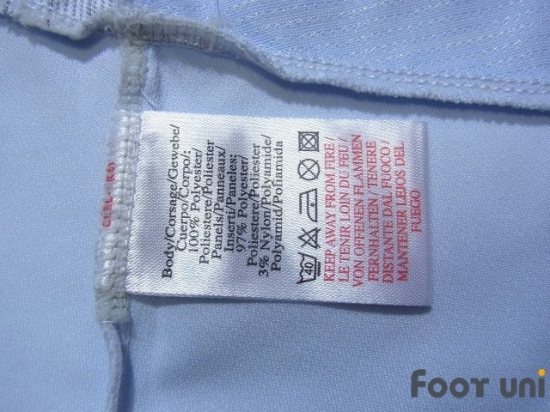 Body/Corsage/Gewebe/
Cuerpo/Corpo/:
100% Polyester/
Poliestere/Poliester
Panels/Panneaux/
Inserti/Paneles:
97% Polyester/
Poliestere/Poliester
3% Nylon/Polyamide/
Polyamid/Poliamida
40
KEEP AWAY FROM FIRE/
LE TENIR LOIN DU FEU/
VON OFFENEN FLAMMEN
FERNHALTEN / TENERE
DISTANTE DAL FUOCO/
MANTENER LEJOS DEL
FUEGO
FOOT UNI